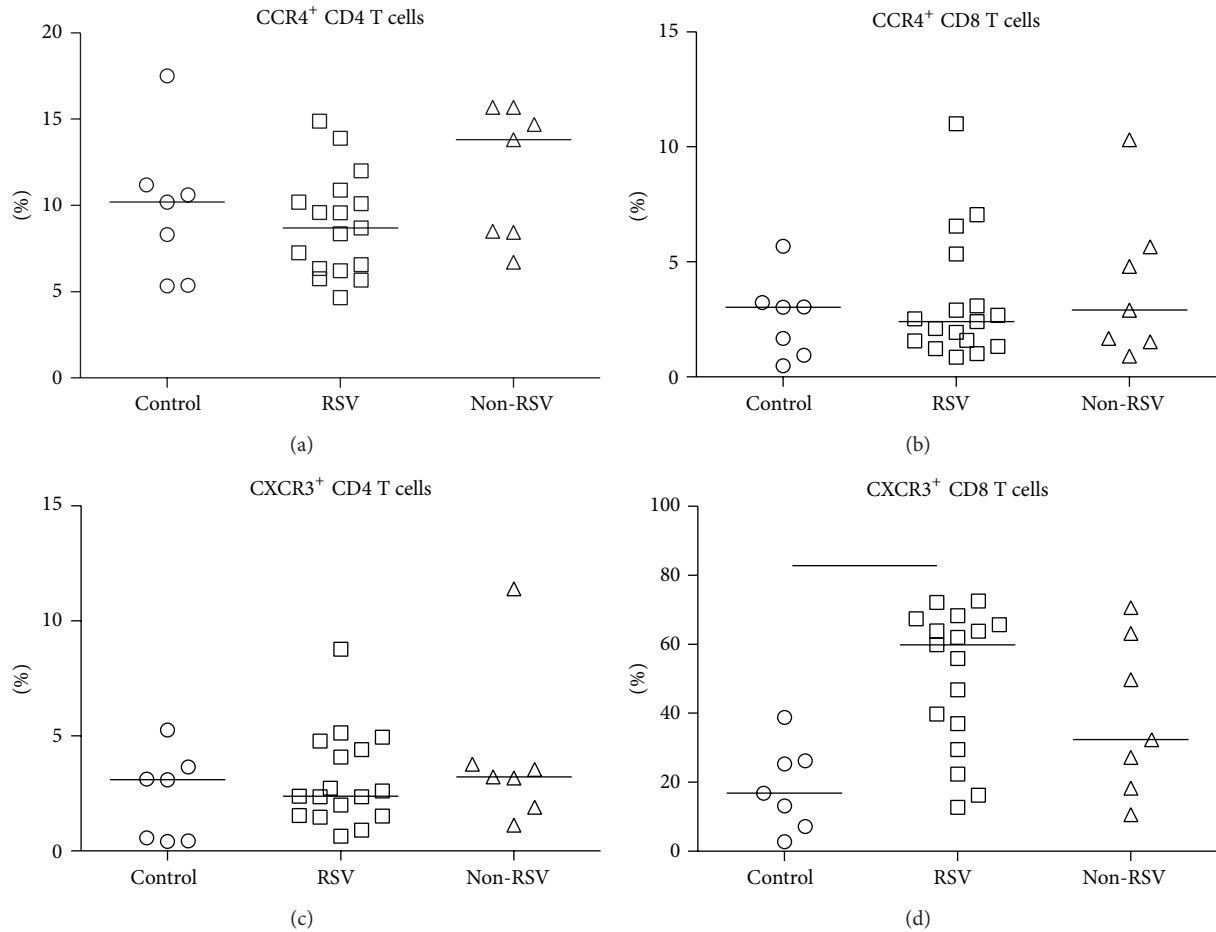 CCR4⁺ CD4 T cells
20
15
10
5
0
(%)
Control
RSV
Non-RSV
(a)
CCR4⁺ CD8 T cells
15
10
5
0
(%)
Control
RSV
Non-RSV
(b)
CXCR3⁺ CD4 T cells
15
10
5
0
(%)
Control
RSV
Non-RSV
(c)
CXCR3⁺ CD8 T cells
100
80
60
40
20
0
(%)
Control
RSV
Non-RSV
(d)